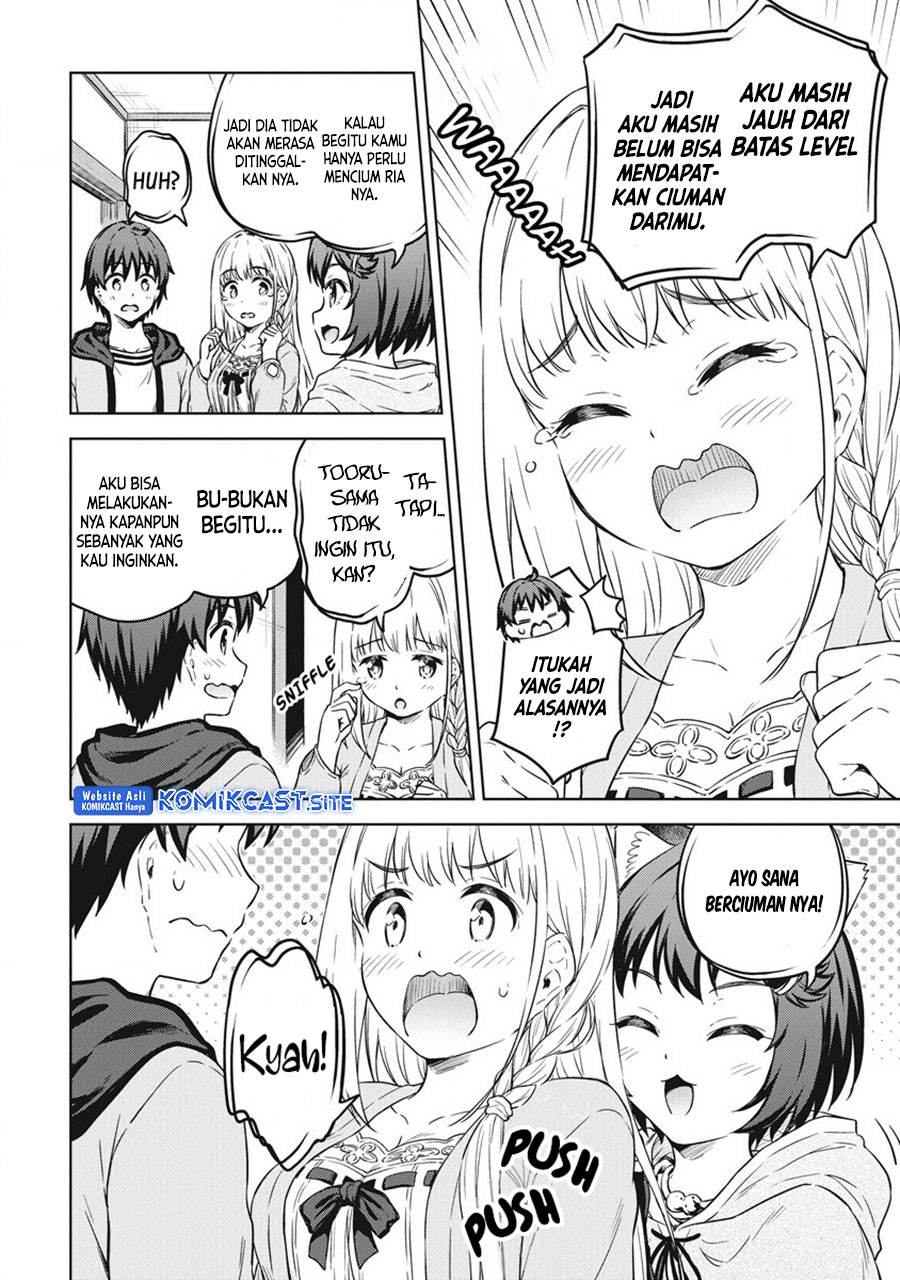 AKU MASIH
JAUH DARI
BATAS LEVEL
JADI
AKU MASIH
BELUM BISA
MENDAPAT-
KAN CIUMAN
DARIMU.
WAAAAAH
ITUKAH
YANG JADI
ALASANNYA
!?
KALAU
BEGITU KAMU
HANYA PERLU
MENCIUM RIA
NYA.
JADI DIA TIDAK
AKAN MERASA
DITINGGAL-
KAN NYA.
HUH?
TA-
TAPI...
TOORU-
SAMA
TIDAK
INGIN ITU,
KAN?
SNIFFLE
BU-BUKAN
BEGITU...
AKU BISA
MELAKUKAN-
NYA KAPANPUN
SEBANYAK YANG
KAU INGINKAN.
Website Asli
KOMIKCAST Hanya
KOMIKCAST.SITE
AYO SANA
BERCIUMAN NYA!
Kyah!
PUSH
PUSH